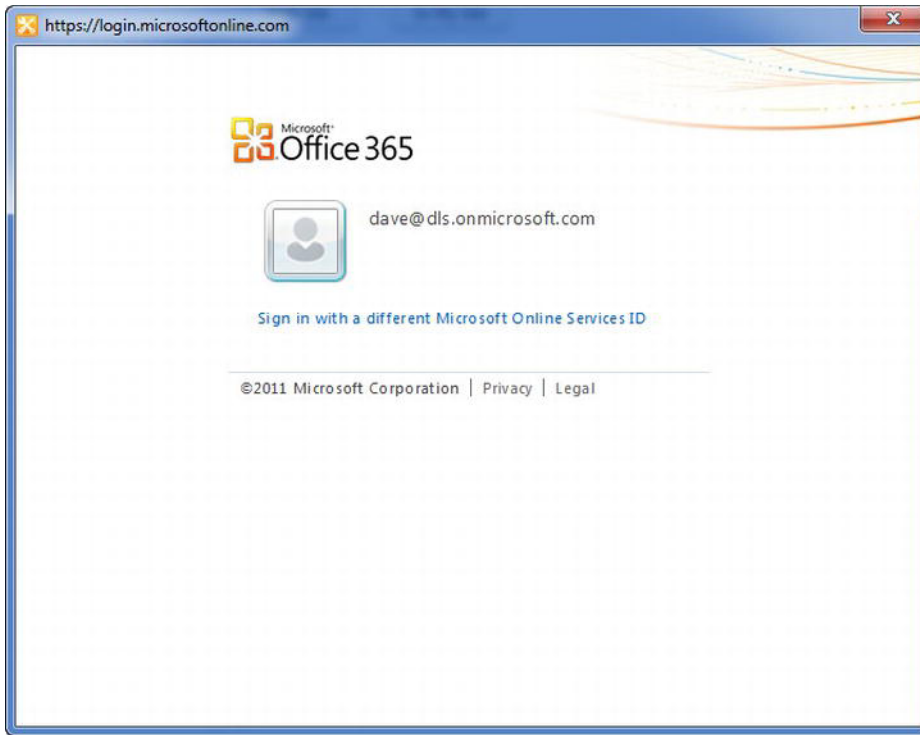 https://login.microsoftonline.com
Microsoft®
Office 365
dave@dls.onmicrosoft.com
Sign in with a different Microsoft Online Services ID
©2011 Microsoft Corporation | Privacy | Legal